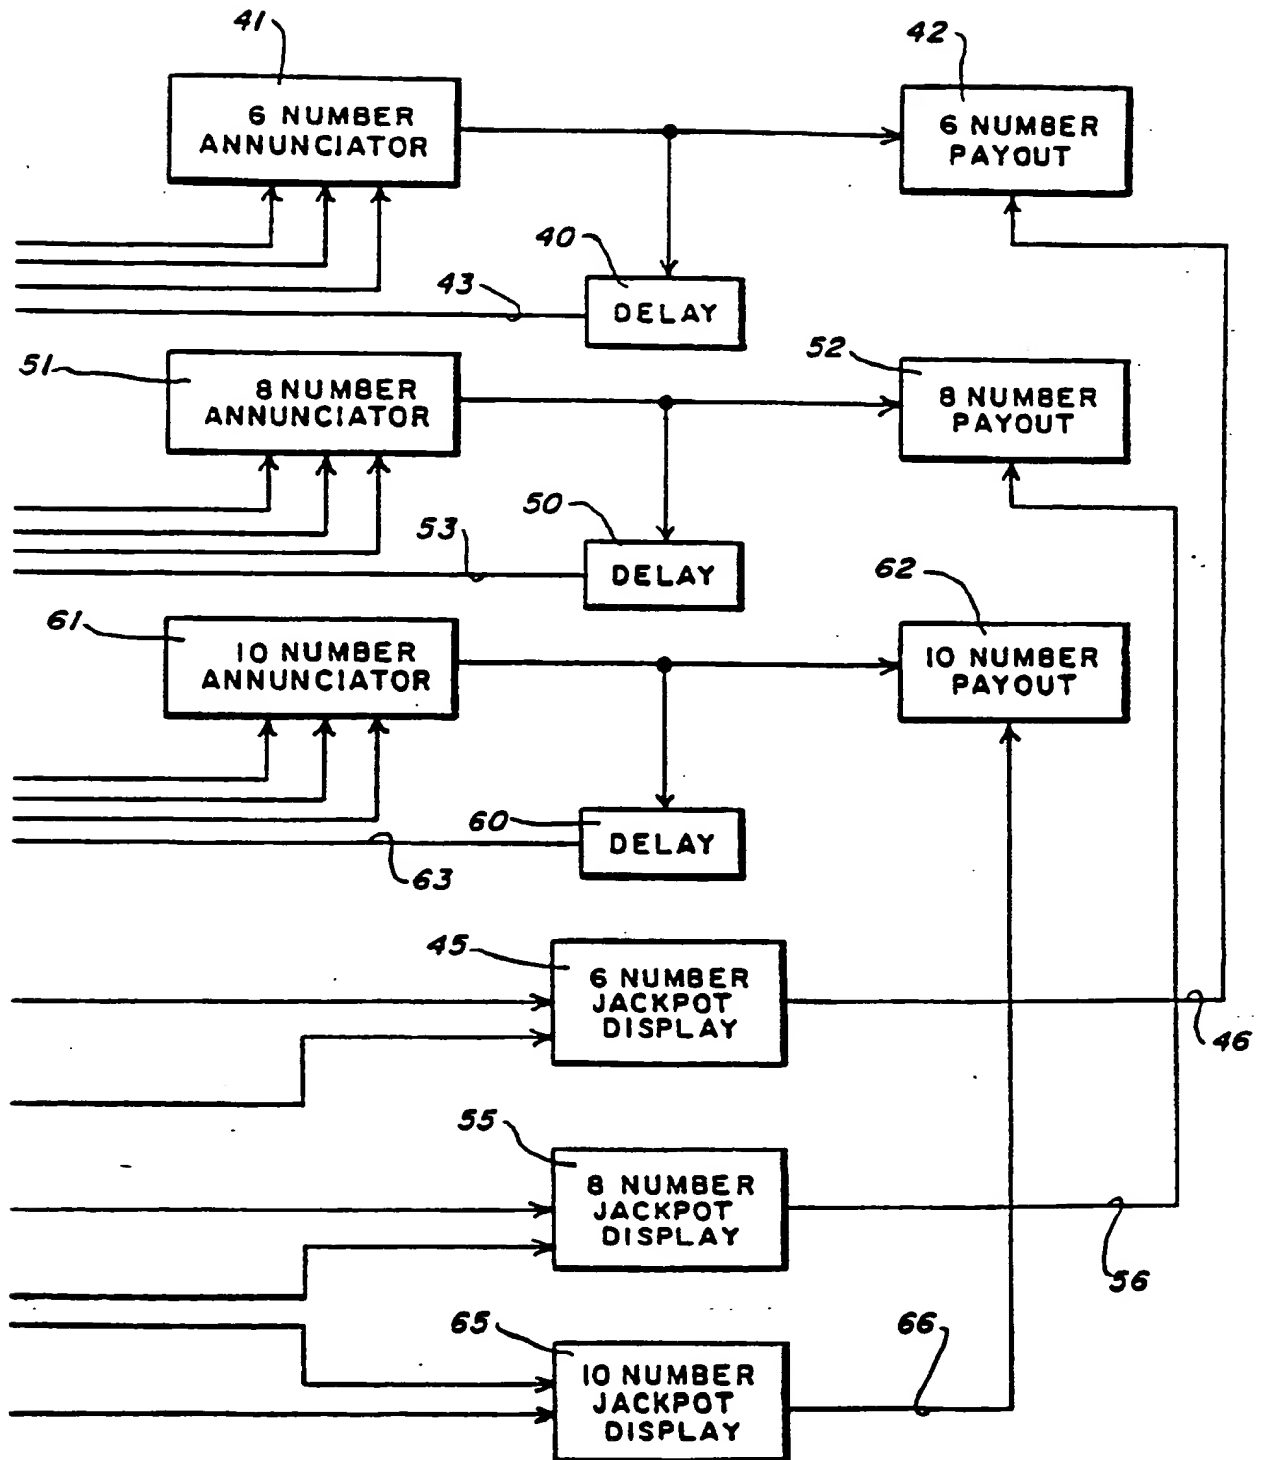 41
42
6 NUMBER
ANNUNCIATOR
6 NUMBER
PAYOUT
40
43
DELAY
51
52
8 NUMBER
ANNUNCIATOR
8 NUMBER
PAYOUT
50
53
DELAY
62
61
10 NUMBER
ANNUNCIATOR
10 NUMBER
PAYOUT
60
DELAY
63
45
6 NUMBER
JACKPOT
DISPLAY
46
55
8 NUMBER
JACKPOT
DISPLAY
56
65
66
10 NUMBER
JACKPOT
DISPLAY